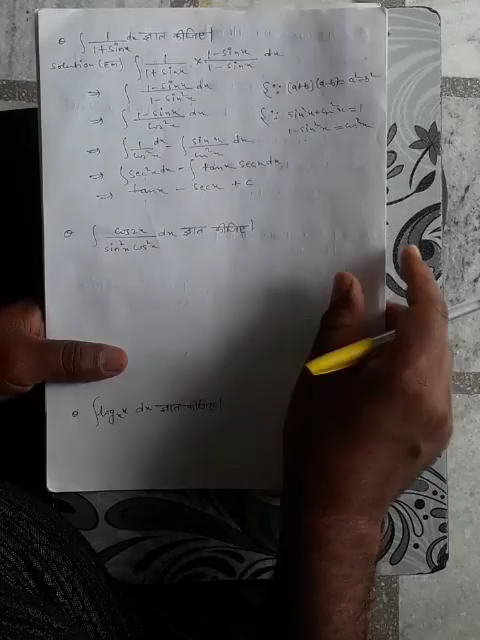 Q ∫ 1/(1+sinx) dx ज्ञात कीजिए।
Solution (हल) ∫ 1/(1+sinx) × (1-sinx)/(1-sinx) dx
⇒ ∫ (1-sinx)/(1-sin²x) dx {∵ (a+b)(a-b)=a²-b²
⇒ ∫ (1-sinx)/cos²x dx {∵ sin²x+cos²x=1
1-sin²x=cos²x
⇒ ∫ 1/cos²x dx - ∫ sinx/cos²x dx
⇒ ∫ sec²x dx - ∫ tanx secx dx
⇒ tanx - secx + c
Q ∫ cos2x/(sin²x cos²x) dx ज्ञात कीजिए।
Q ∫ logₓx dx ज्ञात कीजिए।